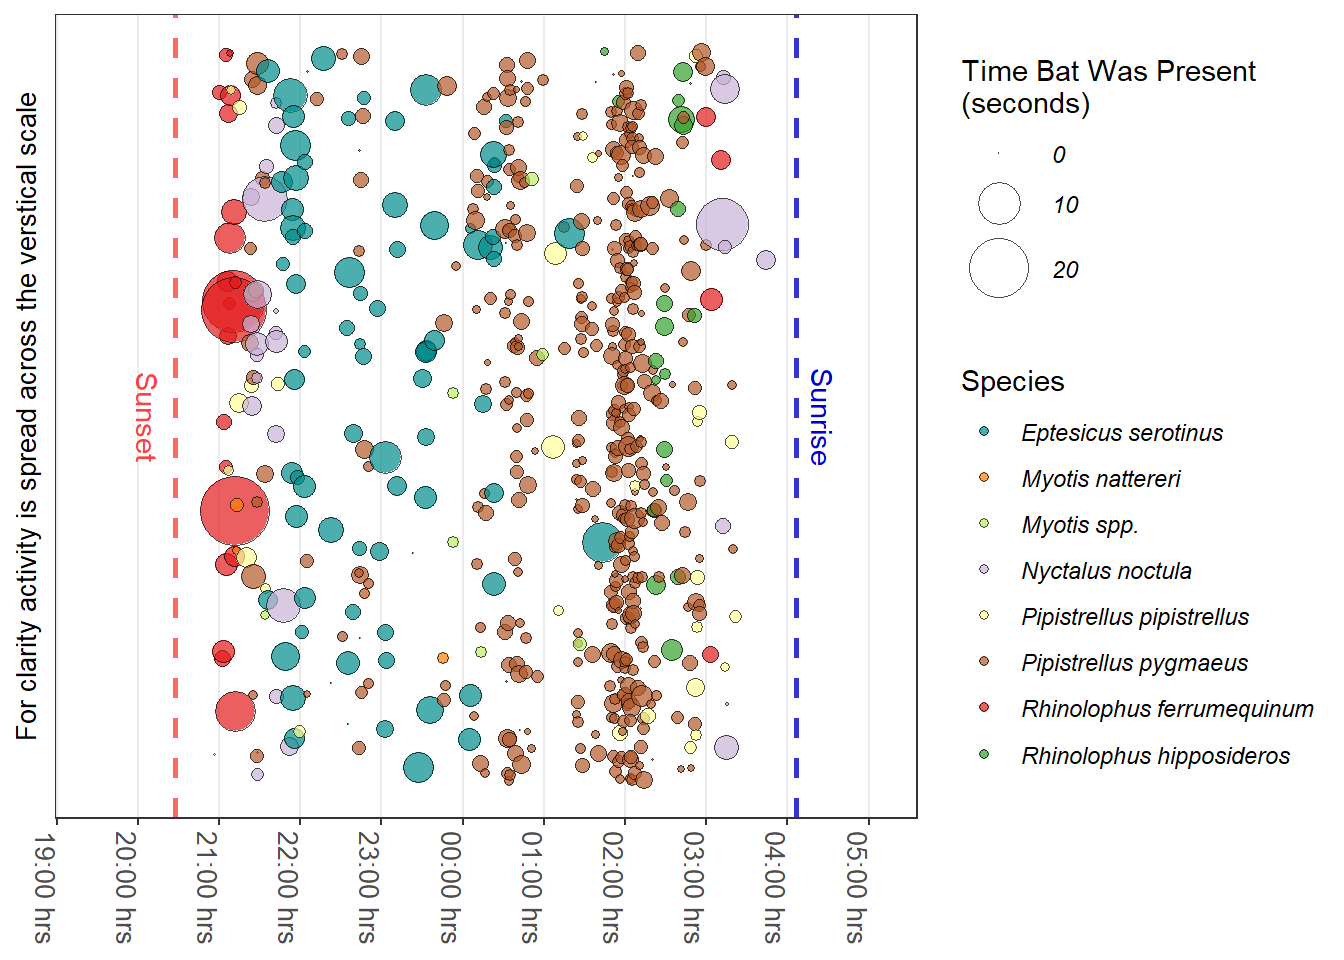 For clarity activity is spread across the verstical scale
Sunset
Sunrise
19:00 hrs
20:00 hrs
21:00 hrs
22:00 hrs
23:00 hrs
00:00 hrs
01:00 hrs
02:00 hrs
03:00 hrs
04:00 hrs
05:00 hrs
Time Bat Was Present
(seconds)
0
10
20
Species
Eptesicus serotinus
Myotis nattereri
Myotis spp.
Nyctalus noctula
Pipistrellus pipistrellus
Pipistrellus pygmaeus
Rhinolophus ferrumequinum
Rhinolophus hipposideros